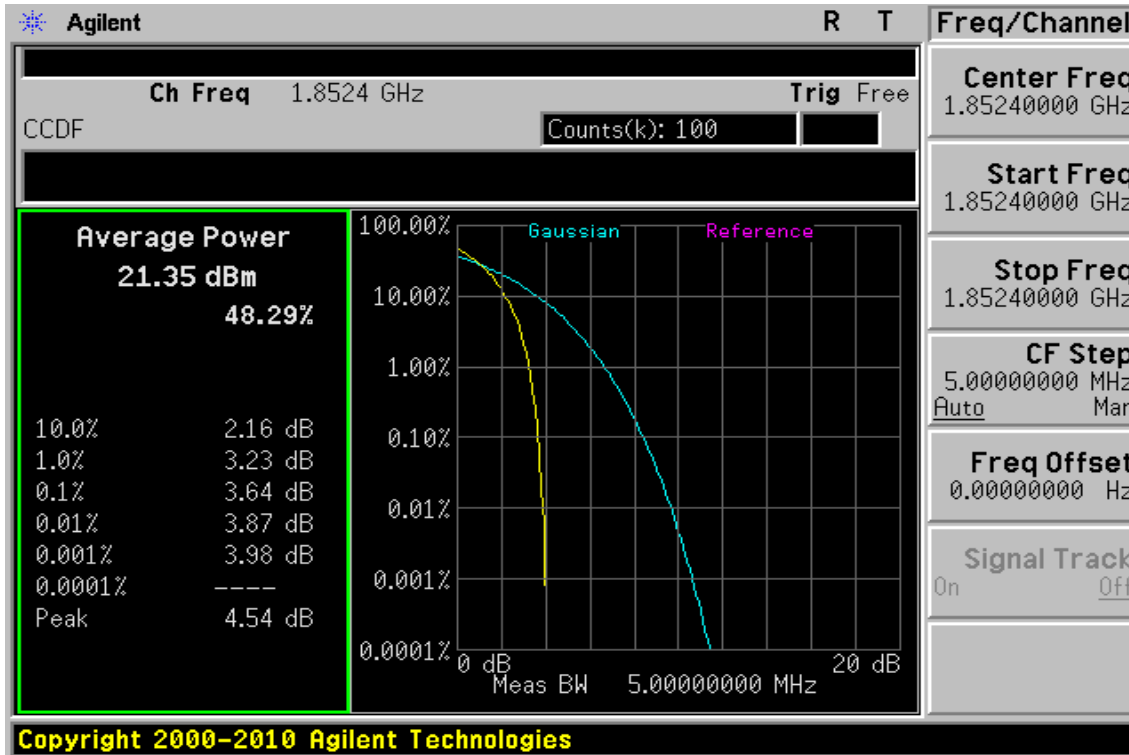 Agilent R T
Ch Freq 1.8524 GHz Trig Free
CCDF Counts(k): 100
Average Power
21.35 dBm
48.29%
10.0% 2.16 dB
1.0% 3.23 dB
0.1% 3.64 dB
0.01% 3.87 dB
0.001% 3.98 dB
0.0001% ----
Peak 4.54 dB
Gaussian Reference
100.00%
10.00%
1.00%
0.10%
0.01%
0.001%
0.0001%
0 dB 20 dB
Meas BW 5.00000000 MHz
Freq/Channel
Center Freq
1.85240000 GHz
Start Freq
1.85240000 GHz
Stop Freq
1.85240000 GHz
CF Step
5.00000000 MHz
Auto Man
Freq Offset
0.00000000 Hz
Signal Track
On Off
Copyright 2000-2010 Agilent Technologies